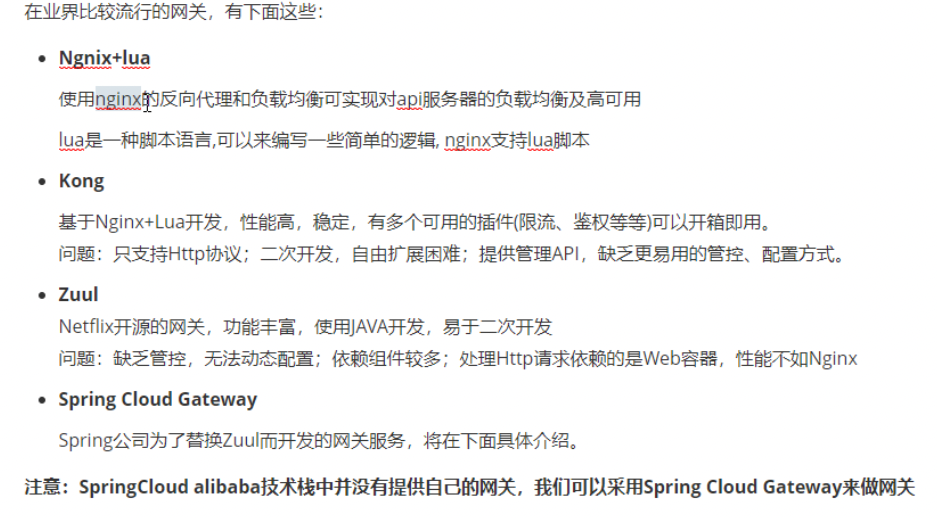 在业界比较流行的网关，有下面这些：
Ngnix+lua
使用nginx的反向代理和负载均衡可实现对api服务器的负载均衡及高可用
lua是一种脚本语言,可以来编写一些简单的逻辑, nginx支持lua脚本
Kong
基于Nginx+Lua开发，性能高，稳定，有多个可用的插件(限流、鉴权等等)可以开箱即用。
问题：只支持Http协议；二次开发，自由扩展困难；提供管理API，缺乏更易用的管控、配置方式。
Zuul
Netflix开源的网关，功能丰富，使用JAVA开发，易于二次开发
问题：缺乏管控，无法动态配置；依赖组件较多；处理Http请求依赖的是Web容器，性能不如Nginx
Spring Cloud Gateway
Spring公司为了替换Zuul而开发的网关服务，将在下面具体介绍。
注意：SpringCloud alibaba技术栈中并没有提供自己的网关，我们可以采用Spring Cloud Gateway来做网关